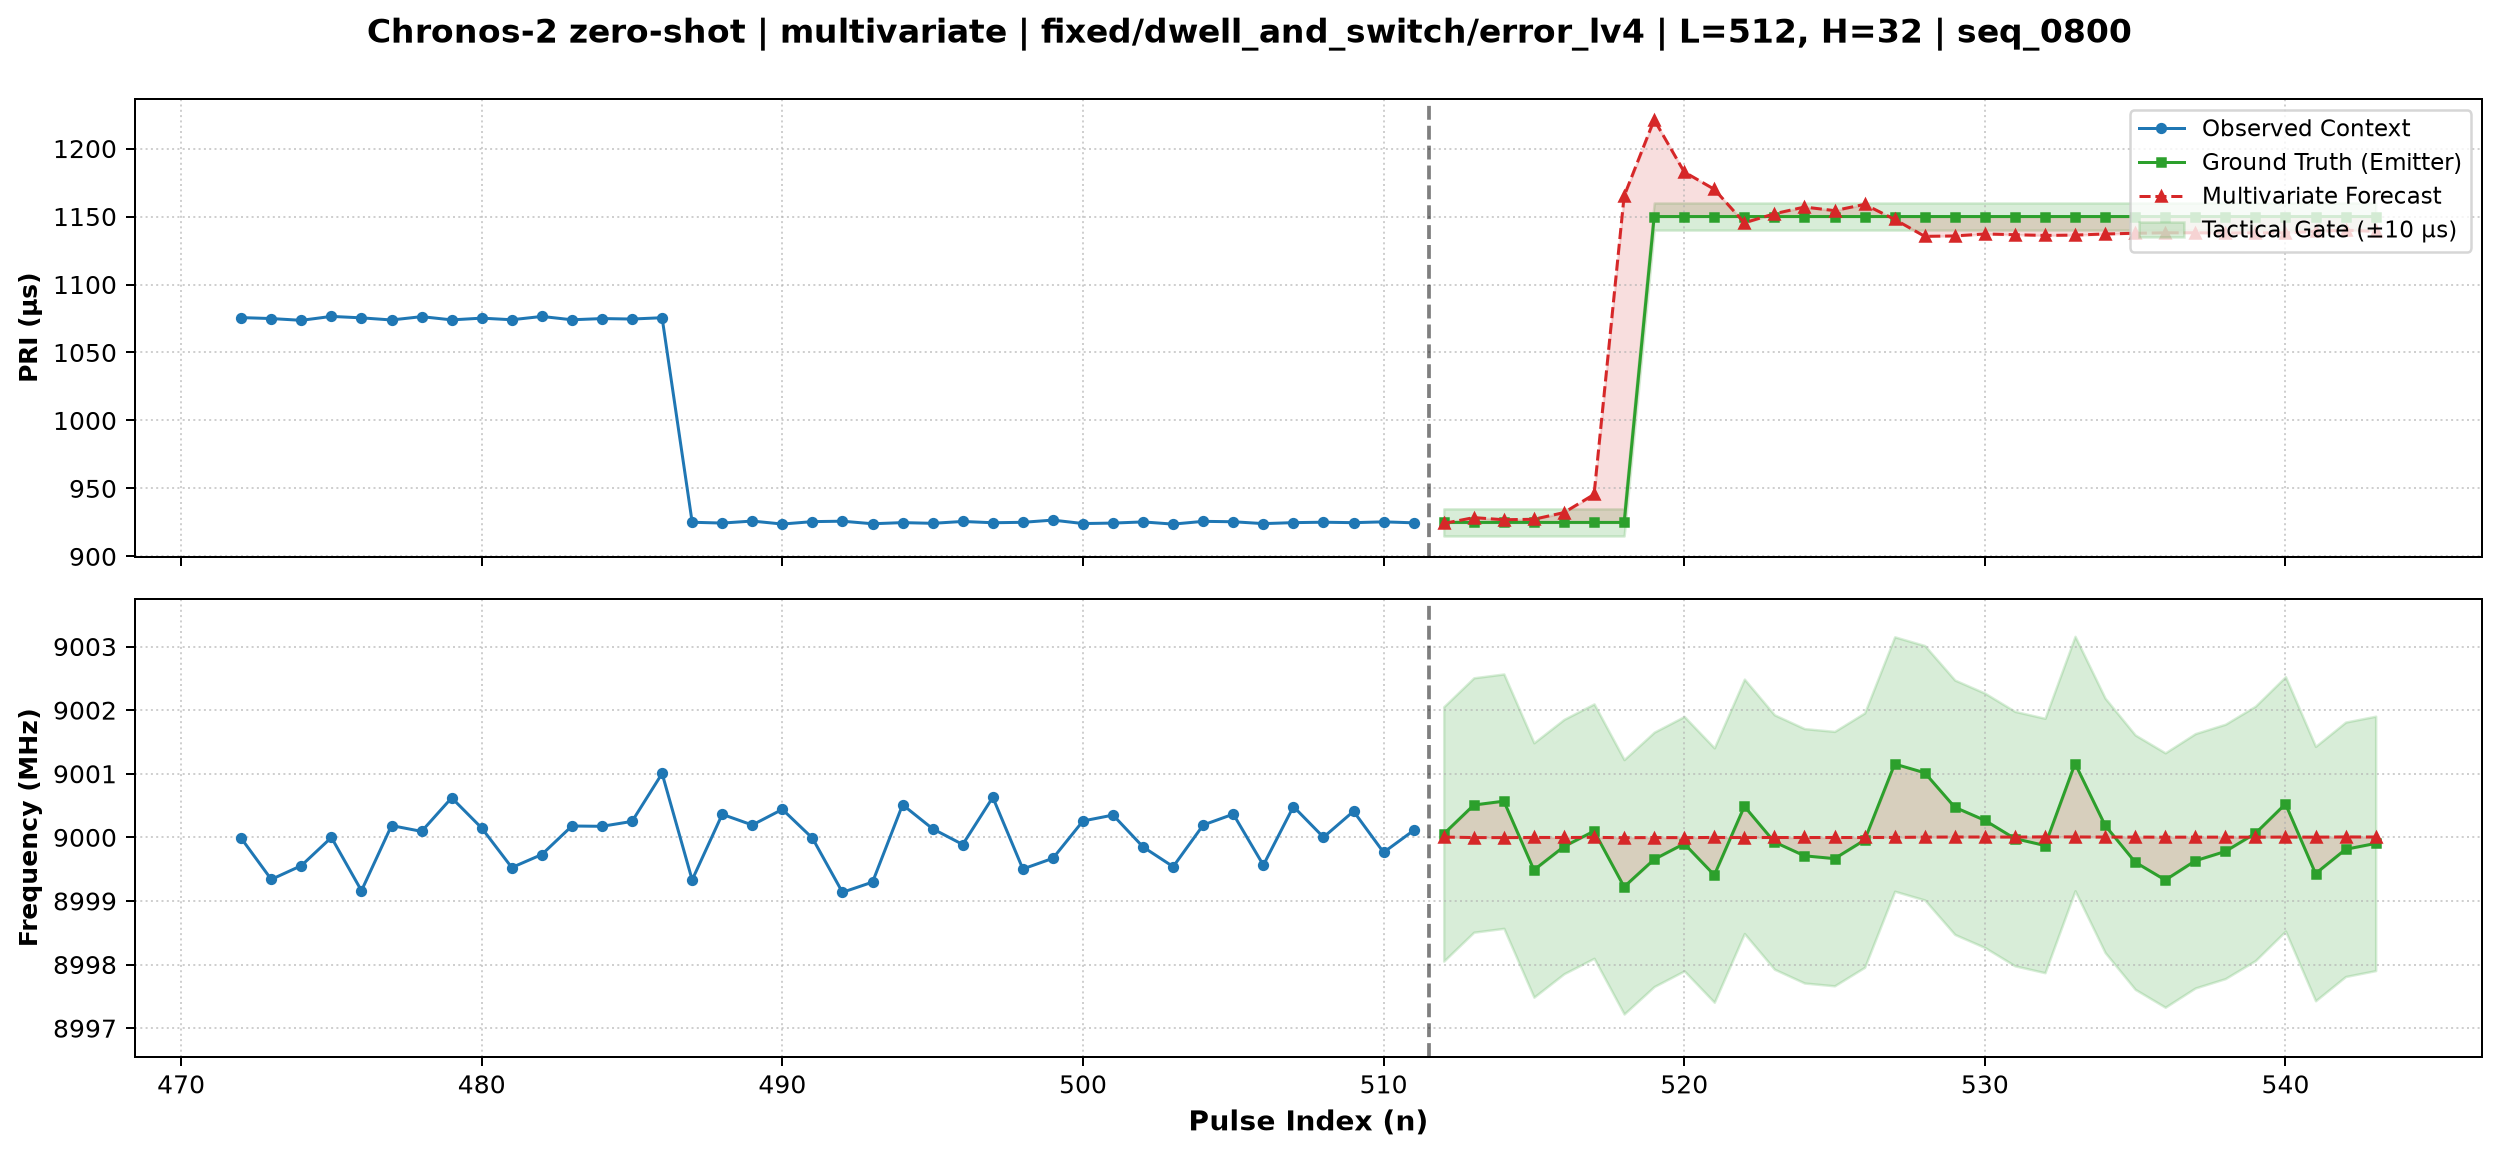 Chronos-2 zero-shot | multivariate | fixed/dwell_and_switch/error_lv4 | L=512, H=32 | seq_0800
PRI (µs)
1200
1150
1100
1050
1000
950
900
Observed Context
Ground Truth (Emitter)
Multivariate Forecast
Tactical Gate (±10 µs)
Frequency (MHz)
9003
9002
9001
9000
8999
8998
8997
470 480 490 500 510 520 530 540
Pulse Index (n)